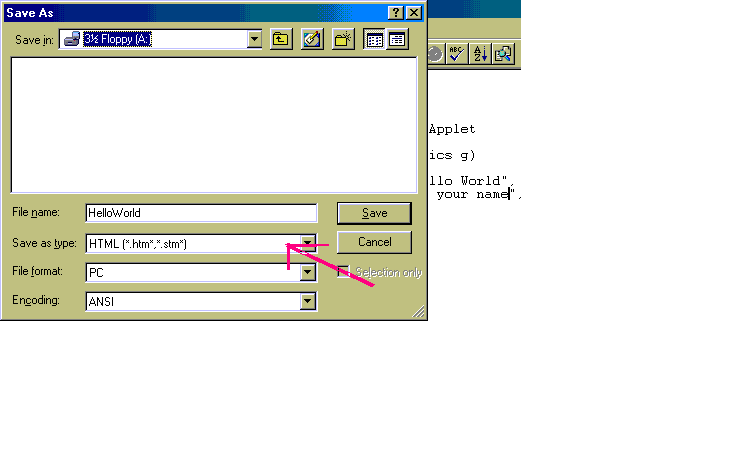 Save As
Save in: 3½ Floppy (A:
ABC
A
Z
Applet
ics g)
llo World",
your name",
File name: HelloWorld Save
Save as type: HTML (*.htm*,*.stm*) Cancel
File format: PC Selection only
Encoding: ANSI